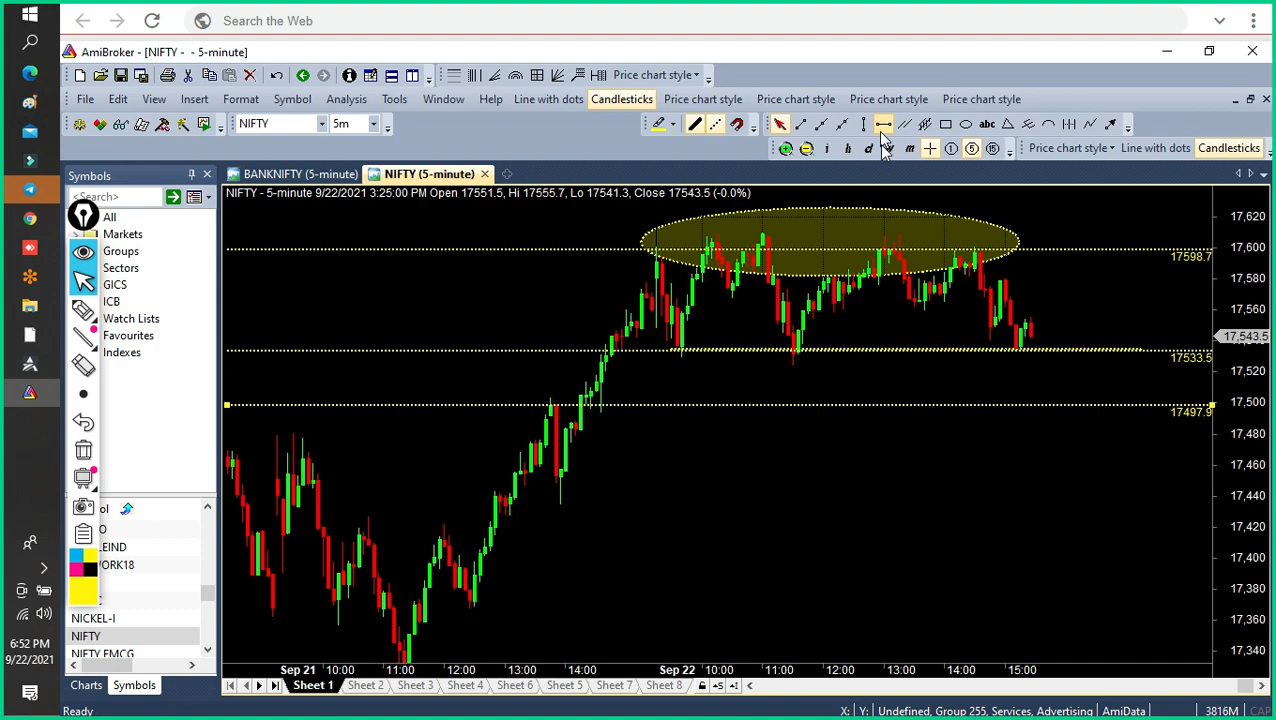 Search the Web
AmiBroker - [NIFTY - - 5-minute]
Price chart style
File Edit View Insert Format Symbol Analysis Tools Window Help Line with dots Candlesticks Price chart style Price chart style Price chart style Price chart style
NIFTY 5m abc
i h d m 1 5 15 Price chart style Line with dots Candlesticks
Symbols
BANKNIFTY (5-minute) NIFTY (5-minute)
<Search>
NIFTY - 5-minute 9/22/2021 3:25:00 PM Open 17551.5, Hi 17555.7, Lo 17541.3, Close 17543.5 (-0.0%)
All
Markets
Groups
Sectors
GICS
ICB
Watch Lists
Favourites
Indexes
17,620
17,600
17598.7
17,580
17,560
17,543.5
17533.5
17,520
17,500
17497.9
17,480
17,460
17,440
17,420
17,400
17,380
17,360
17,340
ol
O
LEIND
WORK18
NICKEL-I
NIFTY
NIFTY FMCG
Sep 21 10:00 11:00 12:00 13:00 14:00 Sep 22 10:00 11:00 12:00 13:00 14:00 15:00
Charts Symbols
Sheet 1 Sheet 2 Sheet 3 Sheet 4 Sheet 5 Sheet 6 Sheet 7 Sheet 8
6:52 PM
9/22/2021
Ready
X: Y: Undefined, Group 255, Services, Advertising AmiData 3816M CAP